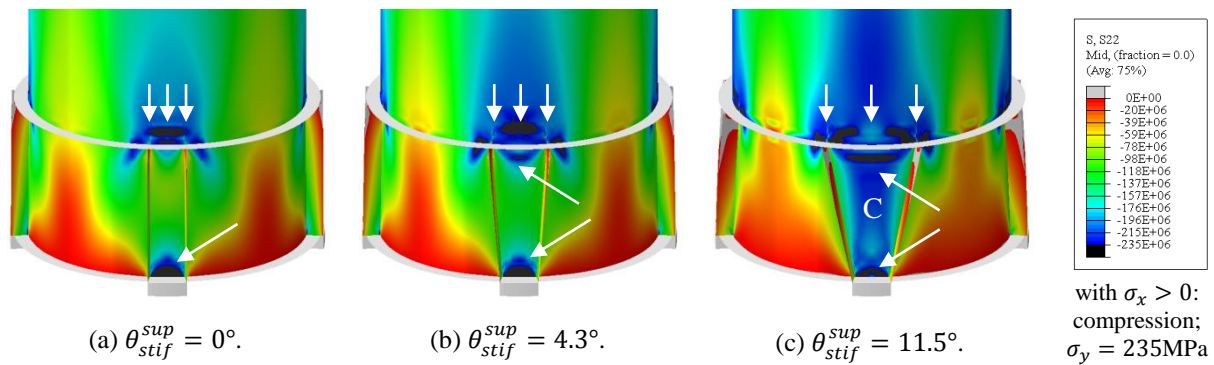 C
(a) θ_stif^sup = 0°.
(b) θ_stif^sup = 4.3°.
(c) θ_stif^sup = 11.5°.
S, S22
Mid, (fraction = 0.0)
(Avg: 75%)
0E+00
-20E+06
-39E+06
-59E+06
-78E+06
-98E+06
-118E+06
-137E+06
-157E+06
-176E+06
-196E+06
-215E+06
-235E+06
with σ_x > 0:
compression;
σ_y = 235MPa